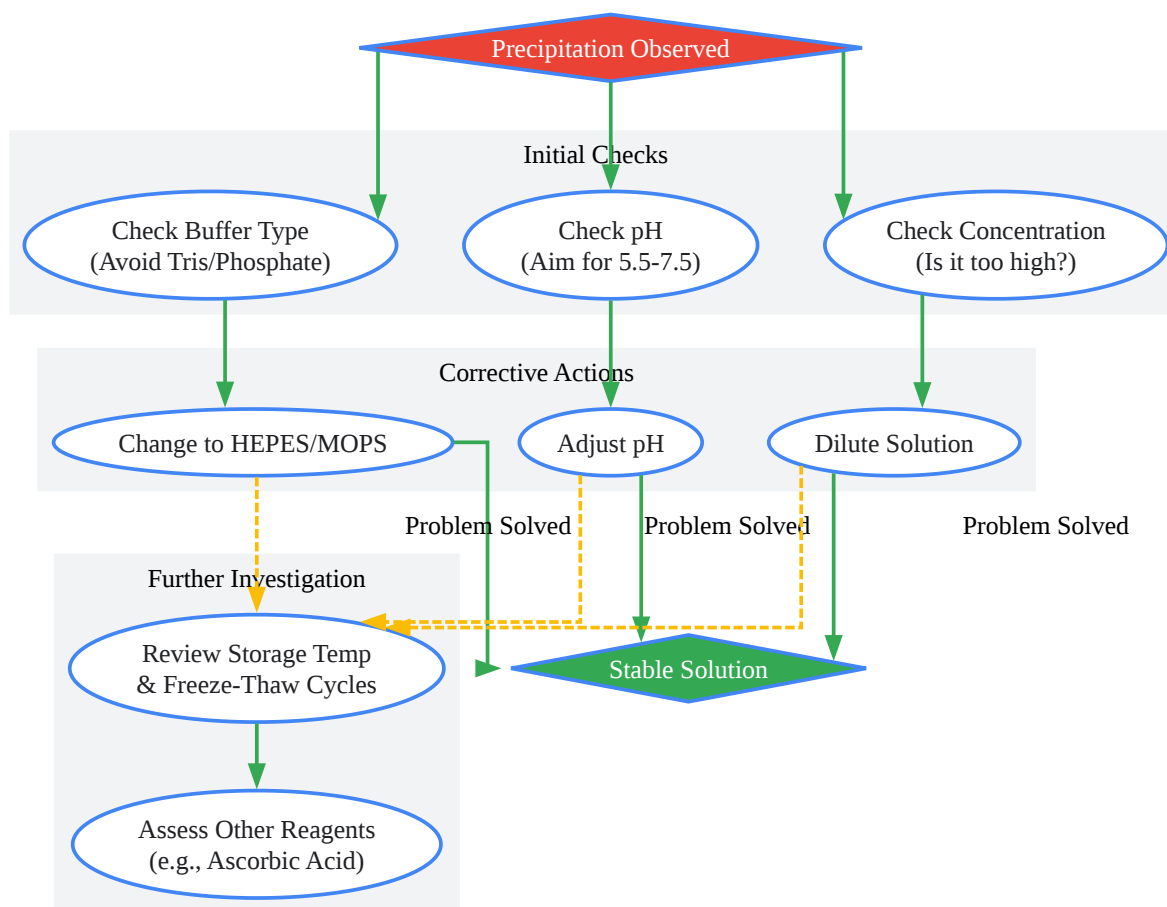 Precipitation Observed
Initial Checks
Check Buffer Type
(Avoid Tris/Phosphate)
Check pH
(Aim for 5.5-7.5)
Check Concentration
(Is it too high?)
Corrective Actions
Change to HEPES/MOPS
Adjust pH
Dilute Solution
Problem Solved
Problem Solved
Problem Solved
Further Investigation
Review Storage Temp
& Freeze-Thaw Cycles
Stable Solution
Assess Other Reagents
(e.g., Ascorbic Acid)